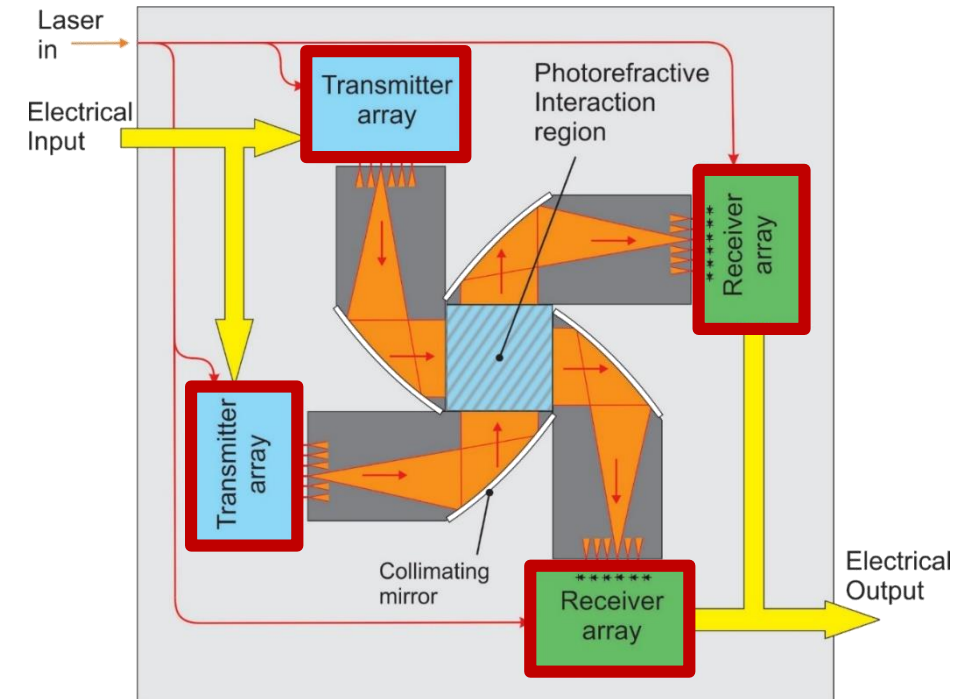 Laser
in
Transmitter
array
Photorefractive
Interaction
region
Electrical
Input
Receiver
array
Transmitter
array
Collimating
mirror
Receiver
array
Electrical
Output